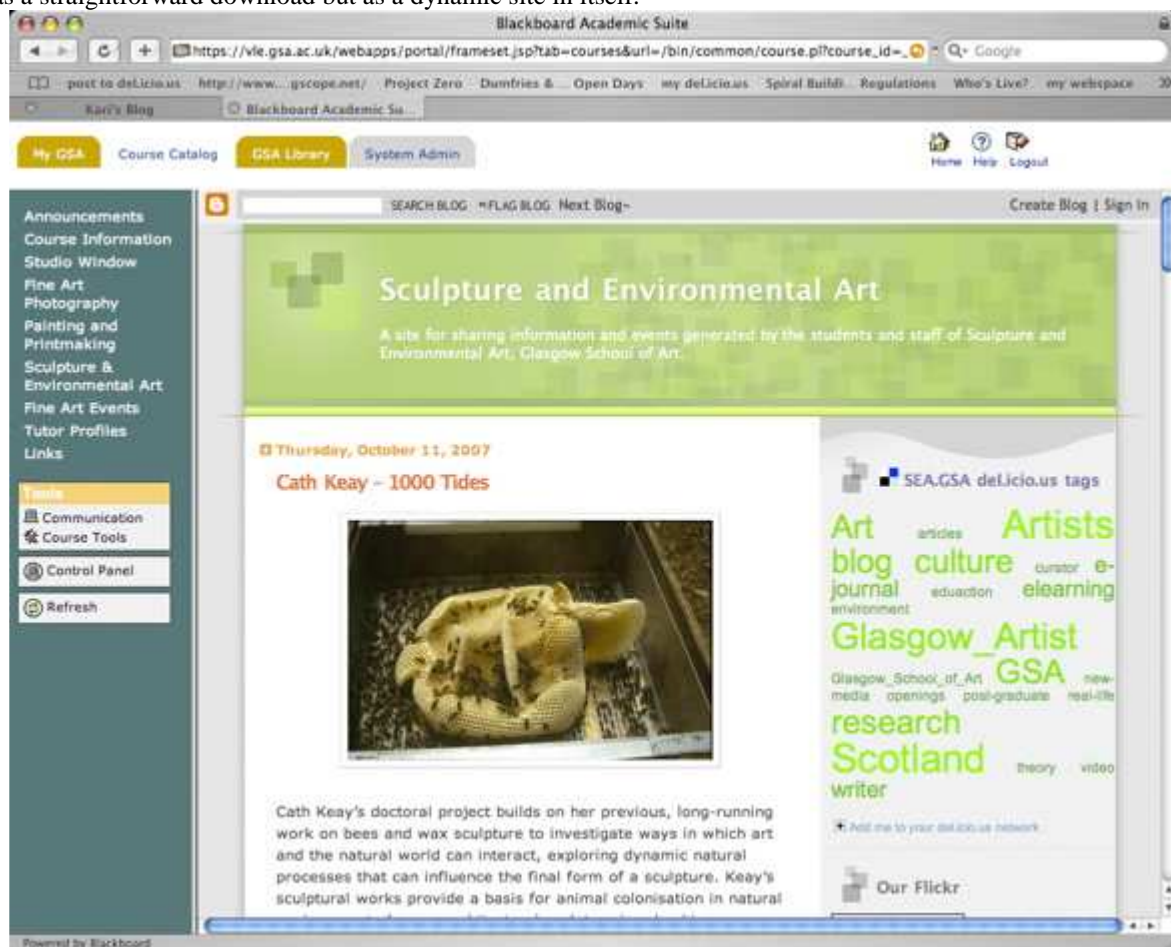 as a straightforward download but as a dynamic site in itself.
Blackboard Academic Suite
https://vle.gsa.ac.uk/webapps/portal/frameset.jsp?tab=courses&url=/bin/common/course.pl?course_id=_
Google
post to del.icio.us http://www....gscope.net/ Project Zero Dumfries & ... Open Days my del.icio.us Spiral Buildi... Regulations Who's Live? my webspace
Kari's Blog Blackboard Academic Su...
My GSA Course Catalog GSA Library System Admin
Home Help Logout
SEARCH BLOG FLAG BLOG Next Blog»
Create Blog | Sign In
Announcements
Course Information
Studio Window
Fine Art
Photography
Painting and
Printmaking
Sculpture &
Environmental Art
Fine Art Events
Tutor Profiles
Links
Tools
Communication
Course Tools
Control Panel
Refresh
Sculpture and Environmental Art
A site for sharing information and events generated by the students and staff of Sculpture and
Environmental Art, Glasgow School of Art.
Thursday, October 11, 2007
Cath Keay - 1000 Tides
Cath Keay's doctoral project builds on her previous, long-running
work on bees and wax sculpture to investigate ways in which art
and the natural world can interact, exploring dynamic natural
processes that can influence the final form of a sculpture. Keay's
sculptural works provide a basis for animal colonisation in natural
SEA.GSA del.icio.us tags
Art articles Artists
blog culture curator e-
journal eduaction elearning
environment
Glasgow_Artist
Glasgow_School_of_Art GSA new-
media openings post-graduate real-life
research
Scotland theory video
writer
Add me to your del.icio.us network
Our Flickr
Powered by Blackboard